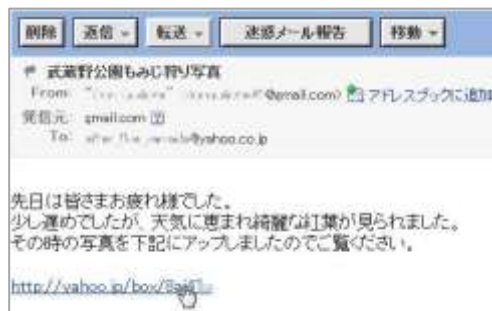 削除 返信 転送 迷惑メール報告 移動
武蔵野公園もみじ狩り写真
From: @gmail.com) アドレスブックに追加
発信元: gmail.com
To: @yahoo.co.jp
先日は皆さまお疲れ様でした。
少し遅めでしたが、天気に恵まれ綺麗な紅葉が見られました。
その時の写真を下記にアップしましたのでご覧ください。
http://yahoo.jp/box/